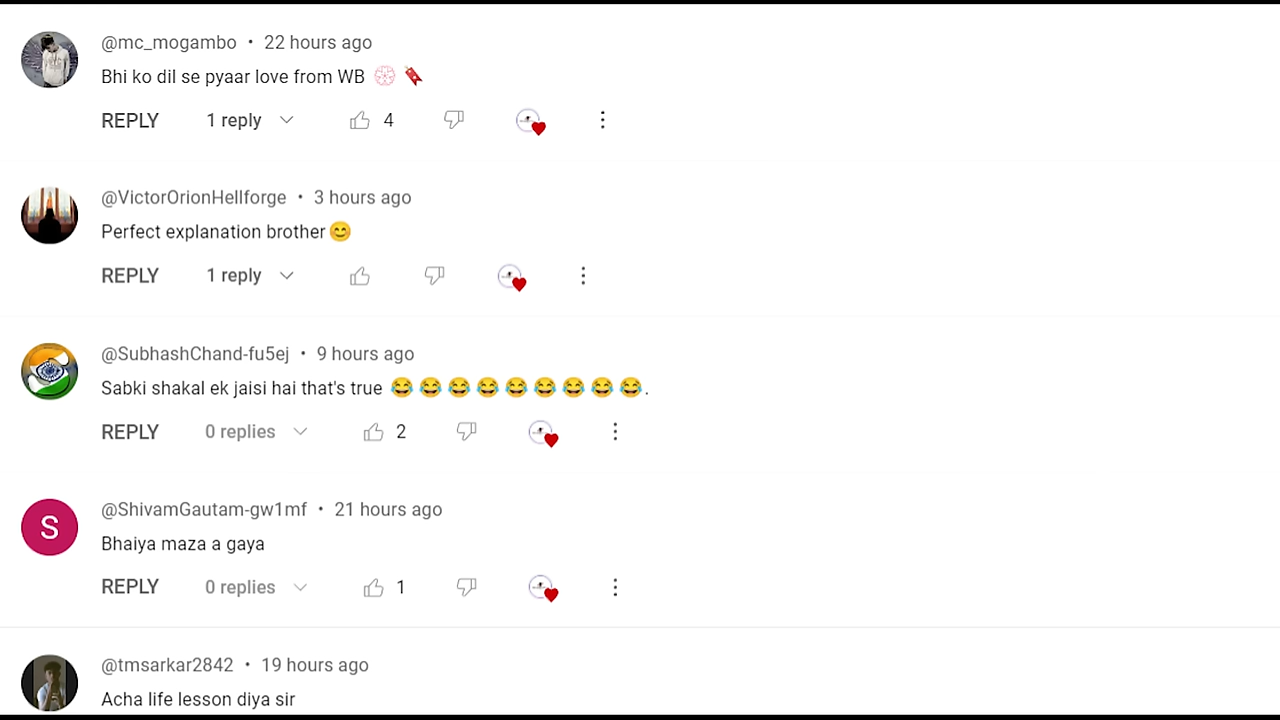 @mc_mogambo • 22 hours ago
Bhi ko dil se pyaar love from WB 💮 🔖
REPLY 1 reply 4
@VictorOrionHellforge • 3 hours ago
Perfect explanation brother😊
REPLY 1 reply
@SubhashChand-fu5ej • 9 hours ago
Sabki shakal ek jaisi hai that's true 😂😂😂😂😂😂😂😂😂.
REPLY 0 replies 2
S
@ShivamGautam-gw1mf • 21 hours ago
Bhaiya maza a gaya
REPLY 0 replies 1
@tmsarkar2842 • 19 hours ago
Acha life lesson diya sir